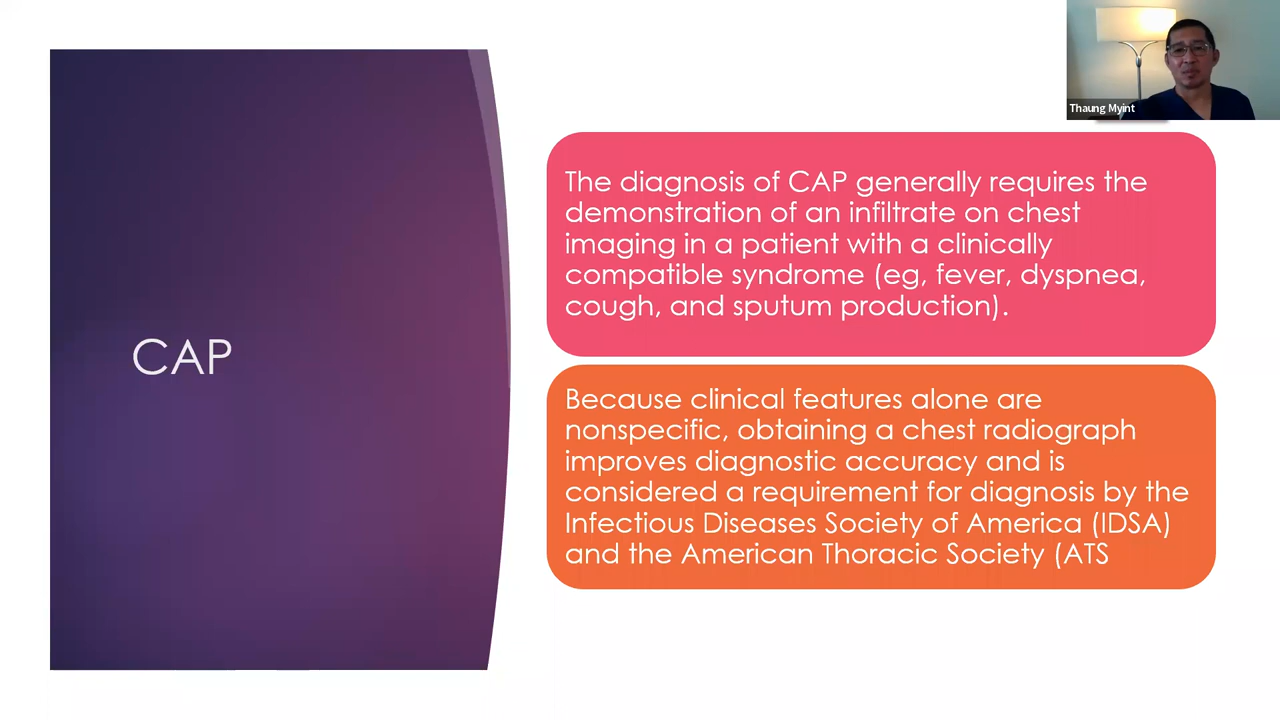 Thaung Myint
CAP
The diagnosis of CAP generally requires the
demonstration of an infiltrate on chest
imaging in a patient with a clinically
compatible syndrome (eg, fever, dyspnea,
cough, and sputum production).
Because clinical features alone are
nonspecific, obtaining a chest radiograph
improves diagnostic accuracy and is
considered a requirement for diagnosis by the
Infectious Diseases Society of America (IDSA)
and the American Thoracic Society (ATS